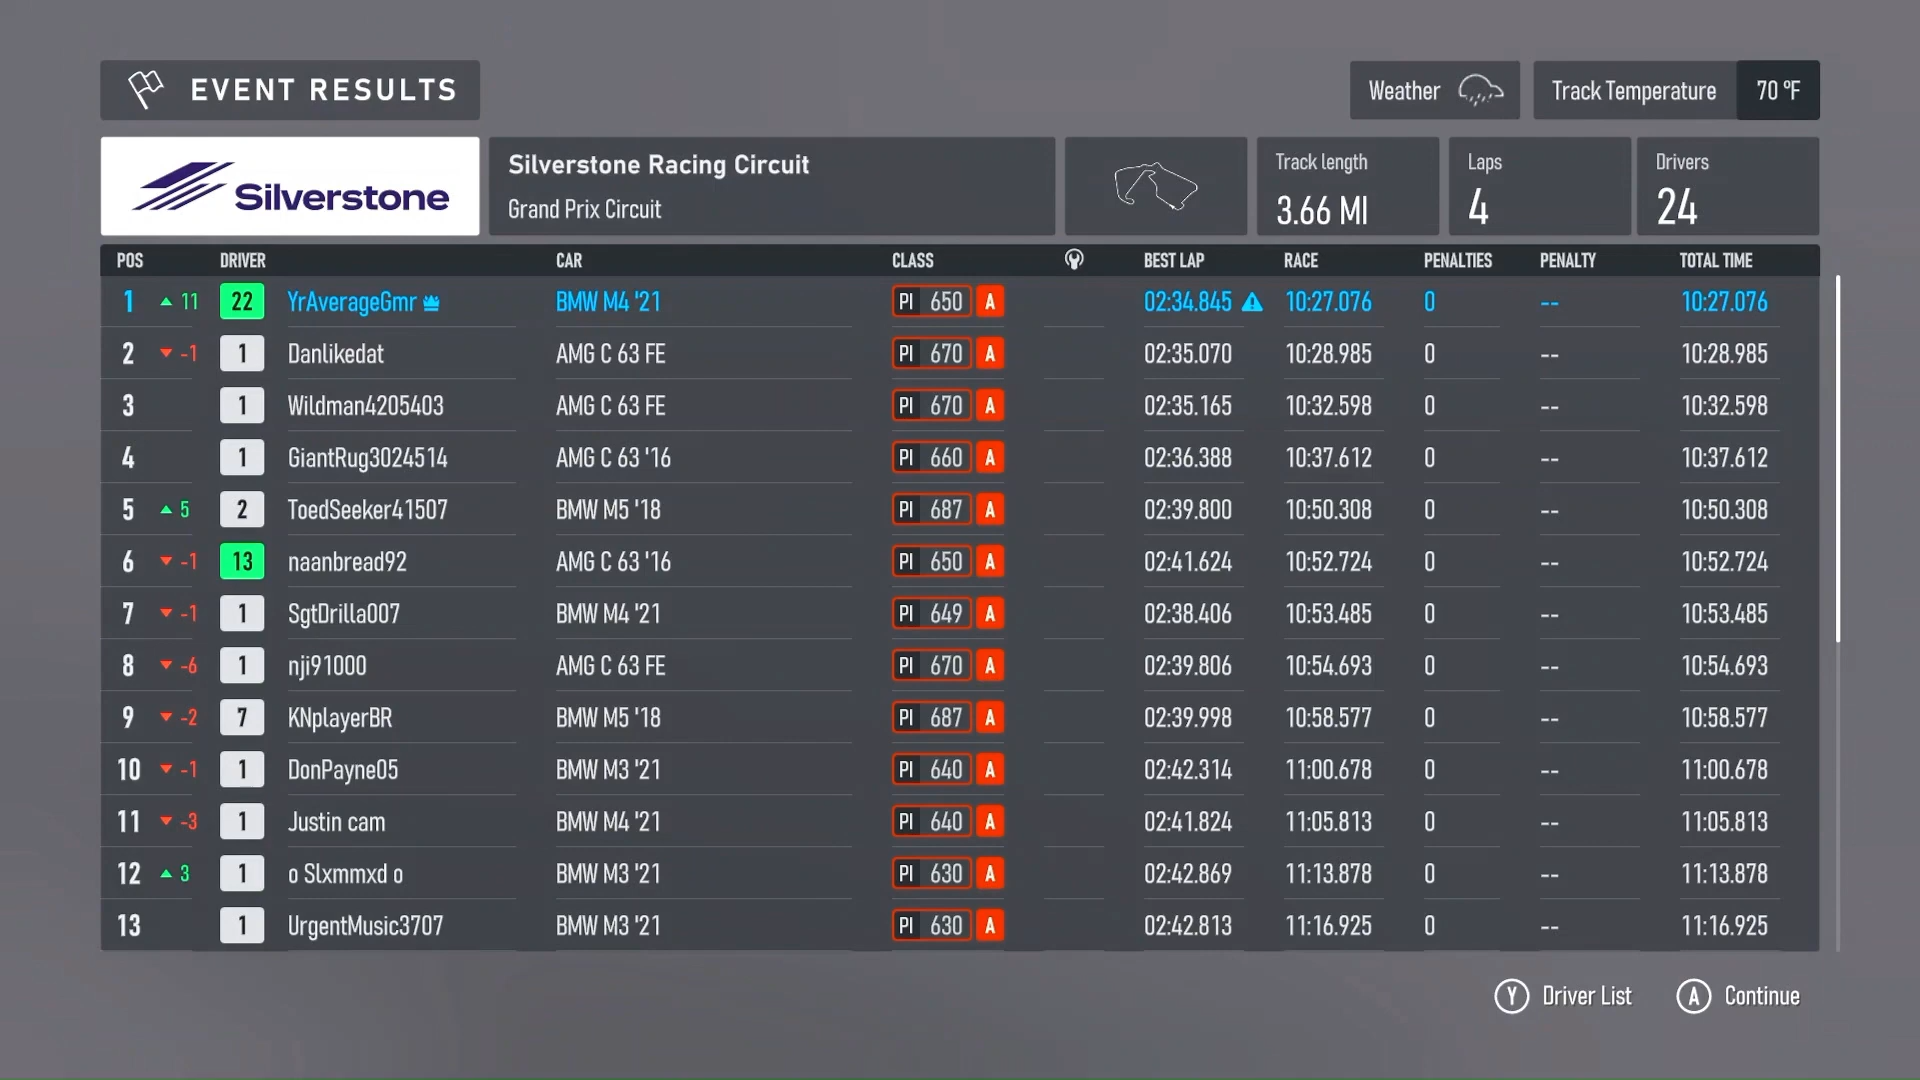 EVENT RESULTS
Weather
Track Temperature 70 ºF
Silverstone
Silverstone Racing Circuit
Grand Prix Circuit
Track length
3.66 MI
Laps
4
Drivers
24
POS DRIVER CAR CLASS BEST LAP RACE PENALTIES PENALTY TOTAL TIME
1 11 22 YrAverageGmr BMW M4 '21 PI 650 A 02:34.845 10:27.076 0 -- 10:27.076
2 -1 1 Danlikedat AMG C 63 FE PI 670 A 02:35.070 10:28.985 0 -- 10:28.985
3 1 Wildman4205403 AMG C 63 FE PI 670 A 02:35.165 10:32.598 0 -- 10:32.598
4 1 GiantRug3024514 AMG C 63 '16 PI 660 A 02:36.388 10:37.612 0 -- 10:37.612
5 5 2 ToedSeeker41507 BMW M5 '18 PI 687 A 02:39.800 10:50.308 0 -- 10:50.308
6 -1 13 naanbread92 AMG C 63 '16 PI 650 A 02:41.624 10:52.724 0 -- 10:52.724
7 -1 1 SgtDrilla007 BMW M4 '21 PI 649 A 02:38.406 10:53.485 0 -- 10:53.485
8 -6 1 nji91000 AMG C 63 FE PI 670 A 02:39.806 10:54.693 0 -- 10:54.693
9 -2 7 KNplayerBR BMW M5 '18 PI 687 A 02:39.998 10:58.577 0 -- 10:58.577
10 -1 1 DonPayne05 BMW M3 '21 PI 640 A 02:42.314 11:00.678 0 -- 11:00.678
11 -3 1 Justin cam BMW M4 '21 PI 640 A 02:41.824 11:05.813 0 -- 11:05.813
12 3 1 o Slxmmxd o BMW M3 '21 PI 630 A 02:42.869 11:13.878 0 -- 11:13.878
13 1 UrgentMusic3707 BMW M3 '21 PI 630 A 02:42.813 11:16.925 0 -- 11:16.925
Y Driver List A Continue